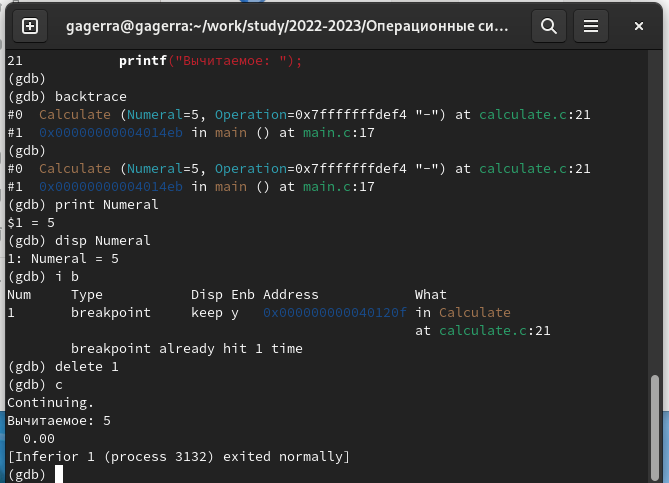 gagerra@gagerra:~/work/study/2022-2023/Операционные си...
21 printf("Вычитаемое: ");
(gdb)
(gdb) backtrace
#0 Calculate (Numeral=5, Operation=0x7fffffffdef4 "-") at calculate.c:21
#1 0x00000000004014eb in main () at main.c:17
(gdb)
#0 Calculate (Numeral=5, Operation=0x7fffffffdef4 "-") at calculate.c:21
#1 0x00000000004014eb in main () at main.c:17
(gdb) print Numeral
$1 = 5
(gdb) disp Numeral
1: Numeral = 5
(gdb) i b
Num Type Disp Enb Address What
1 breakpoint keep y 0x000000000040120f in Calculate
at calculate.c:21
breakpoint already hit 1 time
(gdb) delete 1
(gdb) c
Continuing.
Вычитаемое: 5
0.00
[Inferior 1 (process 3132) exited normally]
(gdb)